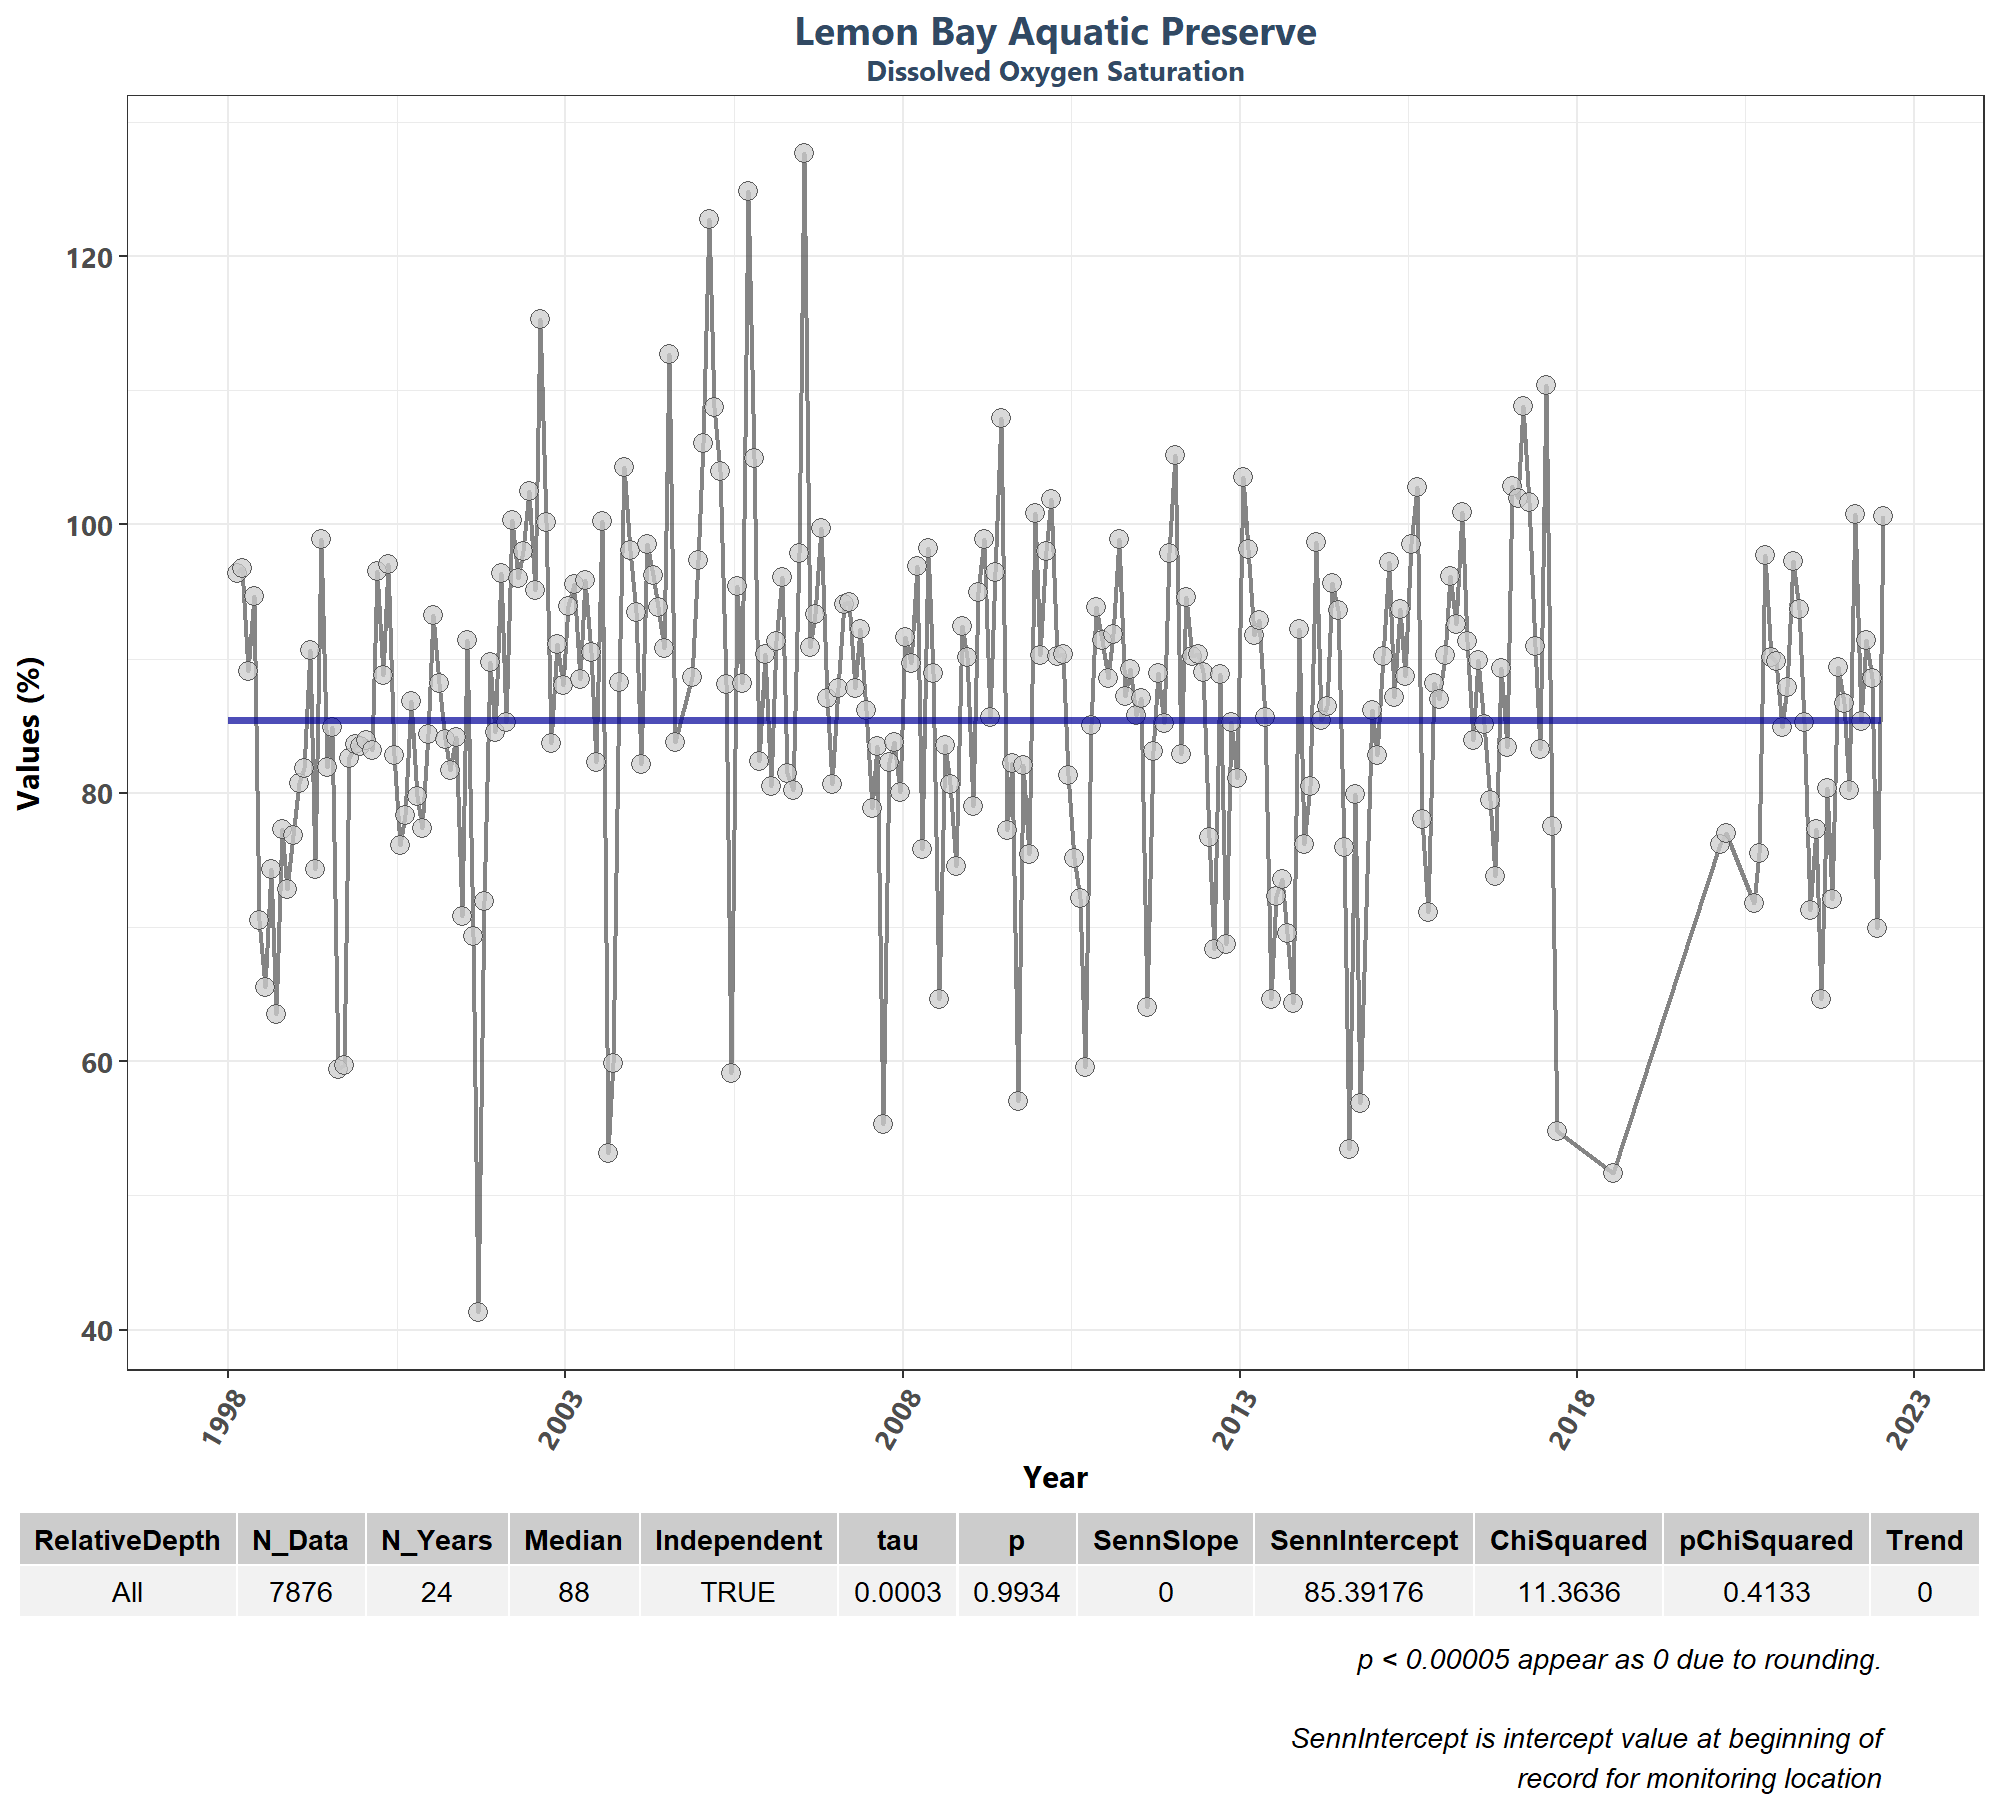 Lemon Bay Aquatic Preserve
Dissolved Oxygen Saturation
Values (%)
120
100
80
60
40
1998
2003
2008
2013
2018
2023
Year
RelativeDepth N_Data N_Years Median Independent tau p SennSlope SennIntercept ChiSquared pChiSquared Trend
All 7876 24 88 TRUE 0.0003 0.9934 0 85.39176 11.3636 0.4133 0
p < 0.00005 appear as 0 due to rounding.
SennIntercept is intercept value at beginning of
record for monitoring location